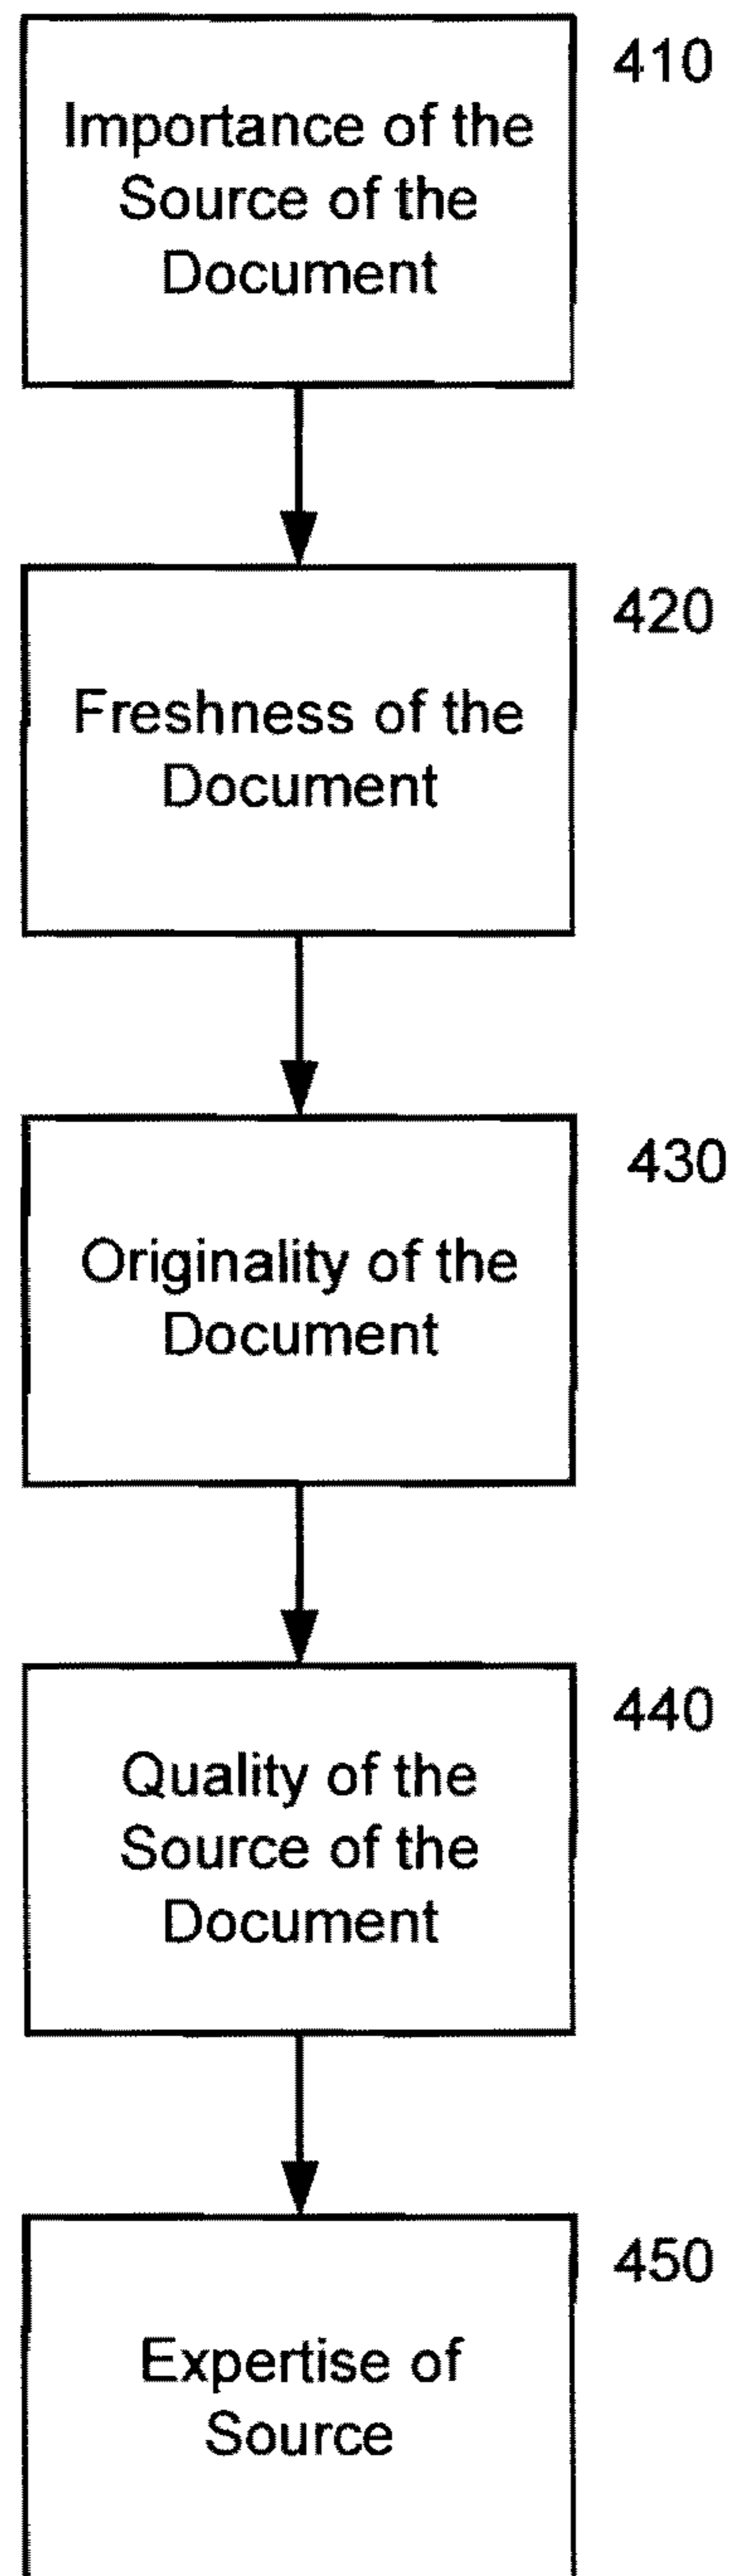 410
Importance of the
Source of the
Document
420
Freshness of the
Document
430
Originality of the
Document
440
Quality of the
Source of the
Document
450
Expertise of
Source